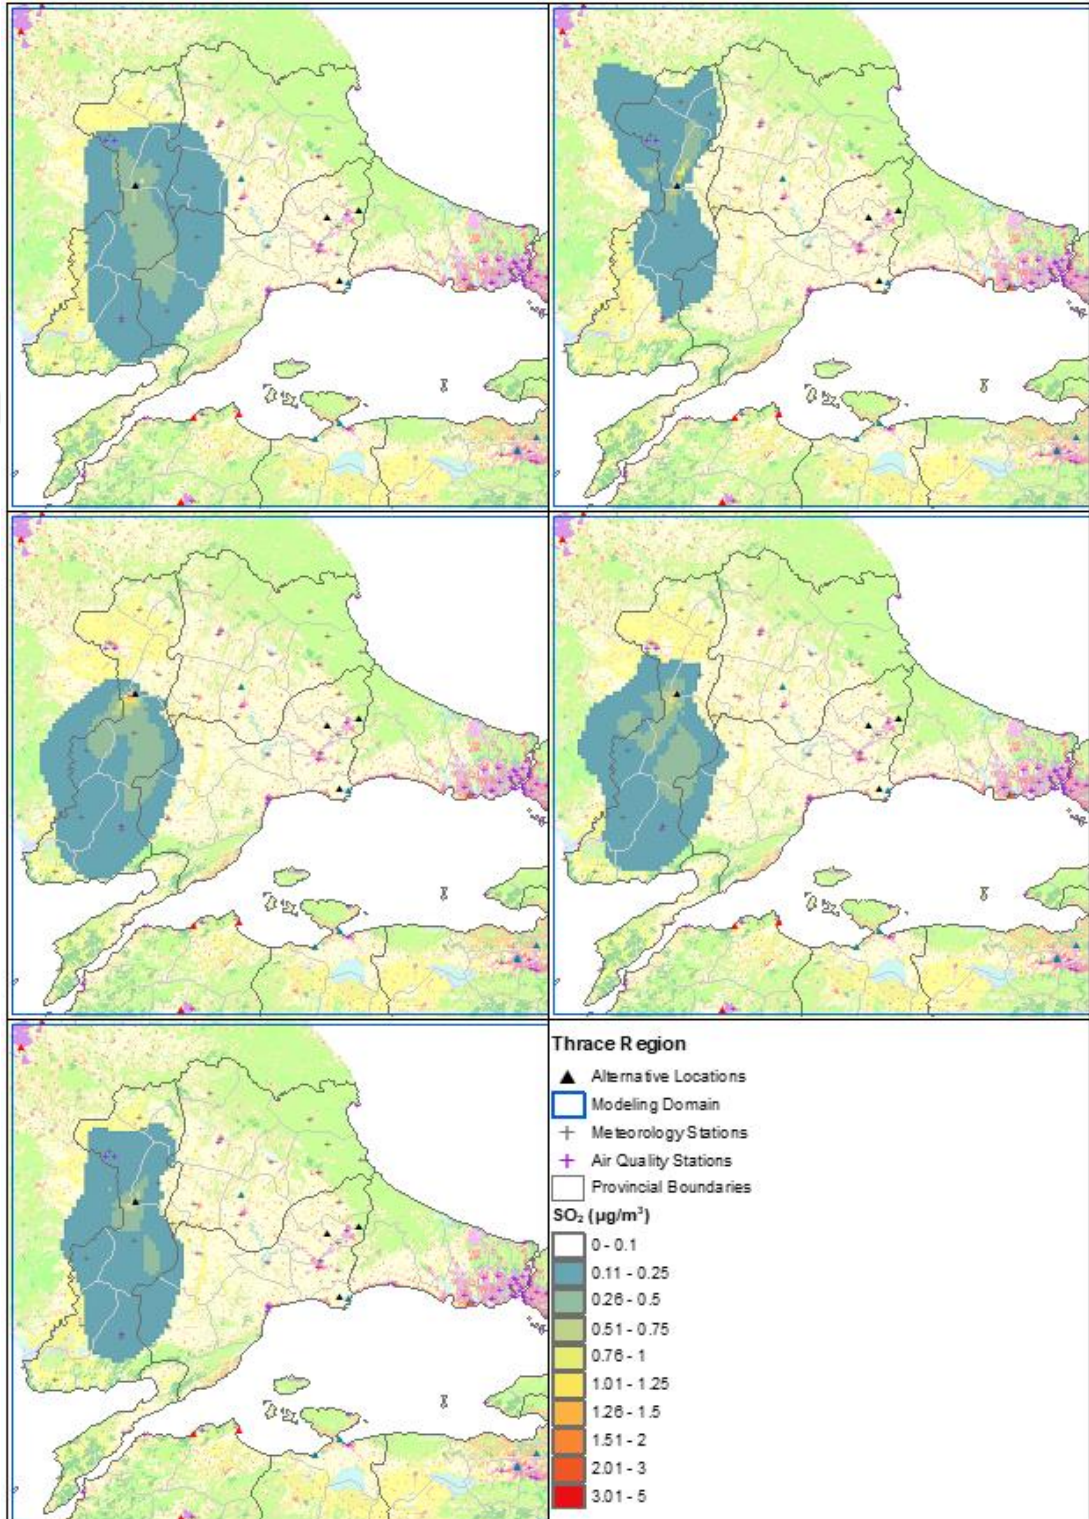 Thrace Region
Alternative Locations
Modeling Domain
Meteorology Stations
Air Quality Stations
Provincial Boundaries
SO₂ (µg/m³)
0 - 0.1
0.11 - 0.25
0.26 - 0.5
0.51 - 0.75
0.76 - 1
1.01 - 1.25
1.26 - 1.5
1.51 - 2
2.01 - 3
3.01 - 5